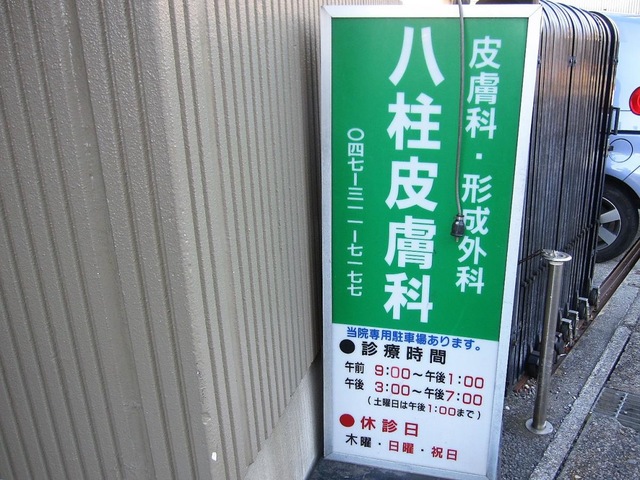 皮膚科・形成外科
八柱皮膚科
〇四七ー三一一ー七一七七
当院専用駐車場あります。
●診療時間
午前 9:00〜午後1:00
午後 3:00〜午後7:00
(土曜日は午後1:00まで)
●休診日
木曜・日曜・祝日